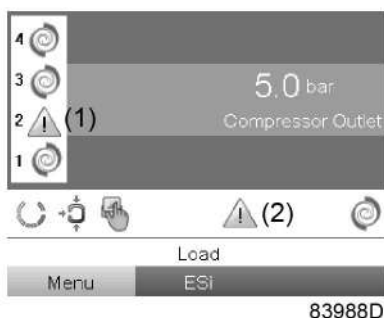 4
3
5.0 bar
2 (1)
Compressor Outlet
1
(2)
Load
Menu ESi
83988D